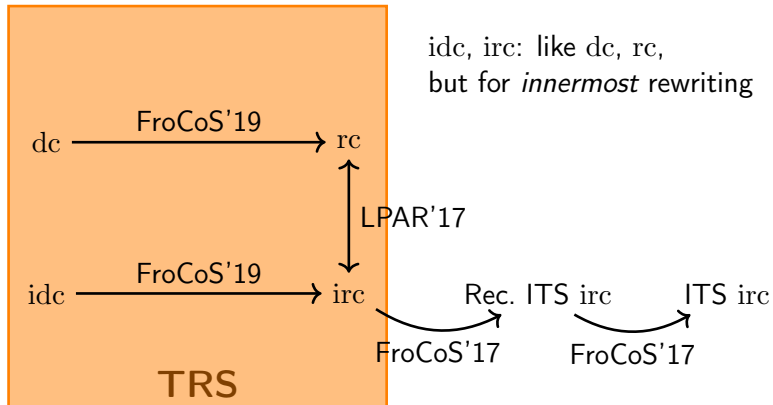 idc, irc: like dc, rc,
but for innermost rewriting
FroCoS'19
dc rc
LPAR'17
FroCoS'19
idc irc Rec. ITS irc ITS irc
FroCoS'17 FroCoS'17
TRS